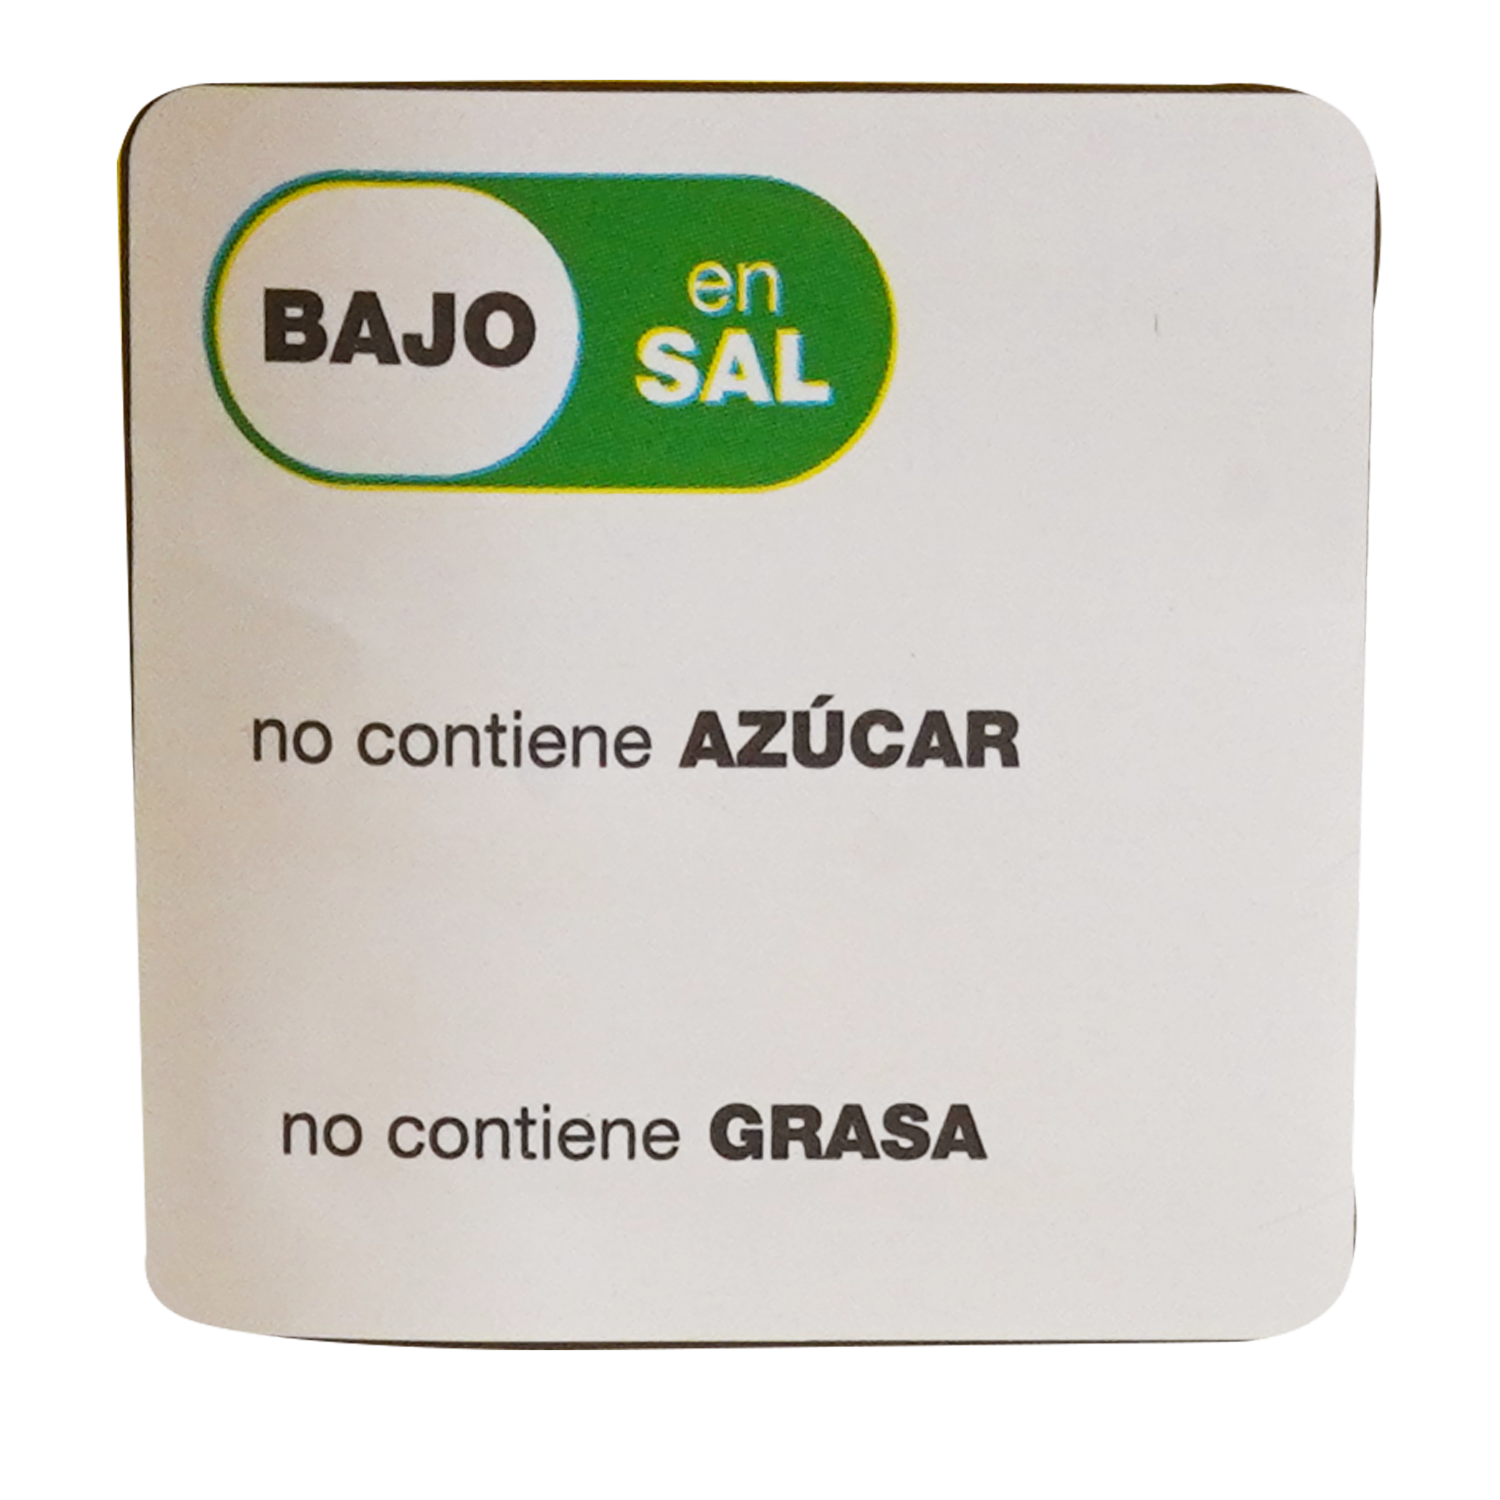 BAJO
en
SAL
no contiene AZÚCAR
no contiene GRASA